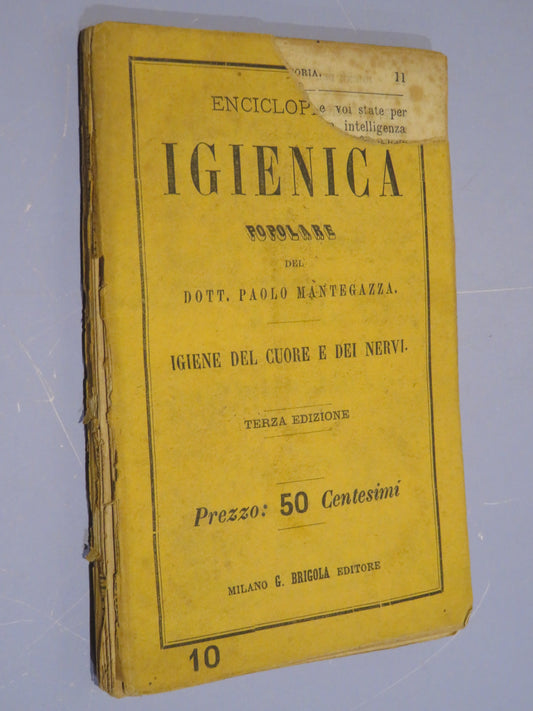 ORIA. 11
ENCICLOP e voi state per
intelligenza
IGIENICA
POPOLARE
DEL
DOTT. PAOLO MANTEGAZZA.
IGIENE DEL CUORE E DEI NERVI.
TERZA EDIZIONE
Prezzo: 50 Centesimi
MILANO G. BRIGOLA EDITORE
10